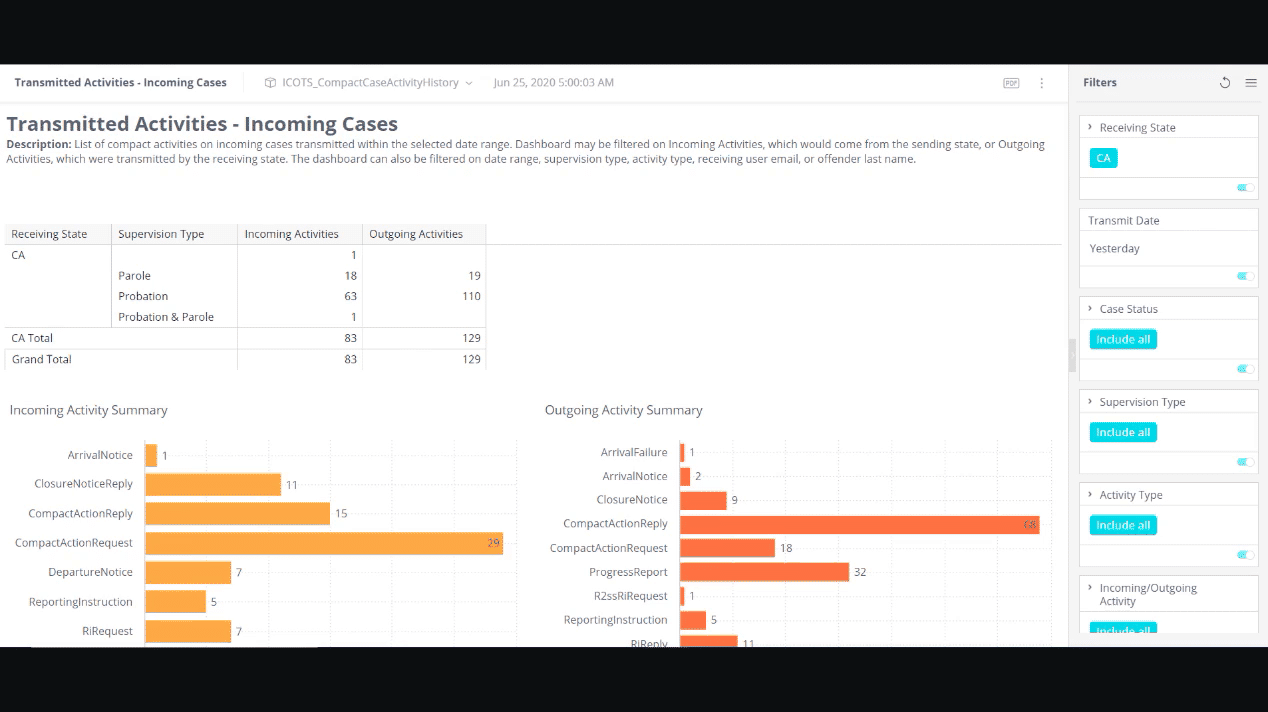 Transmitted Activities - Incoming Cases
ICOTS_CompactCaseActivityHistory
Jun 25, 2020 5:00:03 AM
PDF
Filters
Transmitted Activities - Incoming Cases
Description: List of compact activities on incoming cases transmitted within the selected date range. Dashboard may be filtered on Incoming Activities, which would come from the sending state, or Outgoing
Activities, which were transmitted by the receiving state. The dashboard can also be filtered on date range, supervision type, activity type, receiving user email, or offender last name.
Receiving State Supervision Type Incoming Activities Outgoing Activities
CA 1
Parole 18 19
Probation 63 110
Probation & Parole 1
CA Total 83 129
Grand Total 83 129
Incoming Activity Summary
ArrivalNotice 1
ClosureNoticeReply 11
CompactActionReply 15
CompactActionRequest 29
DepartureNotice 7
ReportingInstruction 5
RiRequest 7
Outgoing Activity Summary
ArrivalFailure 1
ArrivalNotice 2
ClosureNotice 9
CompactActionReply
CompactActionRequest 18
ProgressReport 32
R2ssRiRequest 1
ReportingInstruction 5
RiReply 11
Receiving State
CA
Transmit Date
Yesterday
Case Status
Include all
Supervision Type
Include all
Activity Type
Include all
Incoming/Outgoing
Activity
Include all